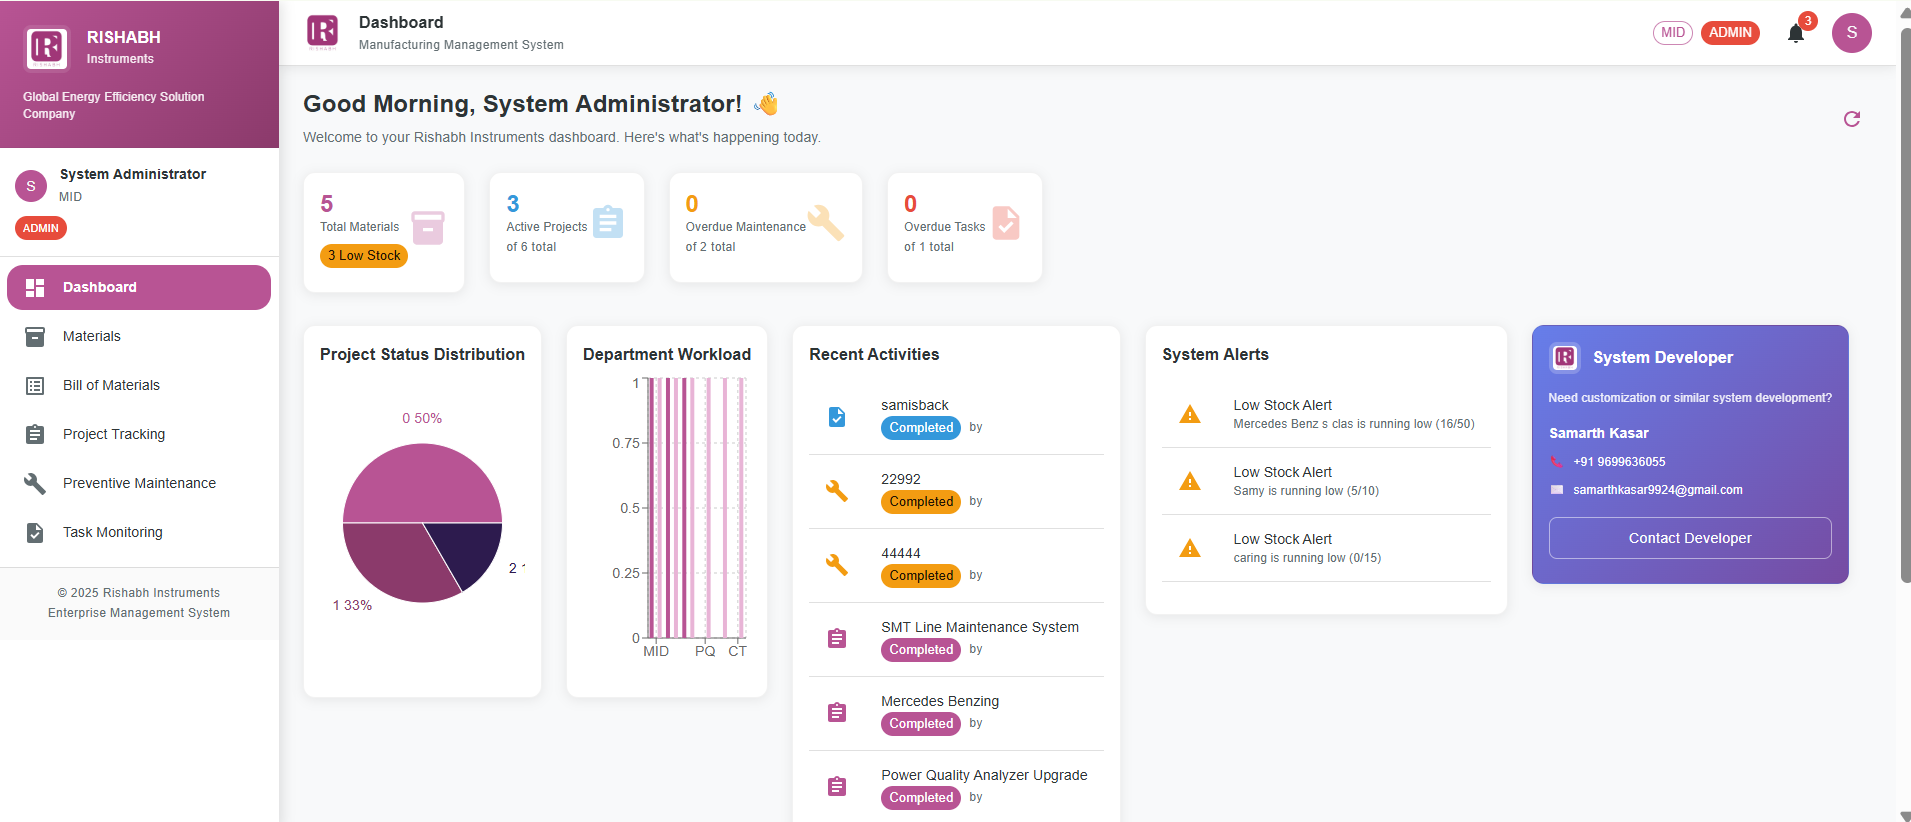 RISHABH
Instruments
Global Energy Efficiency Solution
Company
S
System Administrator
MID
ADMIN
Dashboard
Materials
Bill of Materials
Project Tracking
Preventive Maintenance
Task Monitoring
© 2025 Rishabh Instruments
Enterprise Management System
Dashboard
Manufacturing Management System
MID
ADMIN
3
S
Good Morning, System Administrator! 👋
Welcome to your Rishabh Instruments dashboard. Here's what's happening today.
5
Total Materials
3 Low Stock
3
Active Projects
of 6 total
0
Overdue Maintenance
of 2 total
0
Overdue Tasks
of 1 total
Project Status Distribution
0 50%
2
1 33%
Department Workload
1
0.75
0.5
0.25
0
MID PQ CT
Recent Activities
samisback
Completed by
22992
Completed by
44444
Completed by
SMT Line Maintenance System
Completed by
Mercedes Benzing
Completed by
Power Quality Analyzer Upgrade
Completed by
System Alerts
Low Stock Alert
Mercedes Benz s clas is running low (16/50)
Low Stock Alert
Samy is running low (5/10)
Low Stock Alert
caring is running low (0/15)
System Developer
Need customization or similar system development?
Samarth Kasar
+91 9699636055
samarthkasar9924@gmail.com
Contact Developer